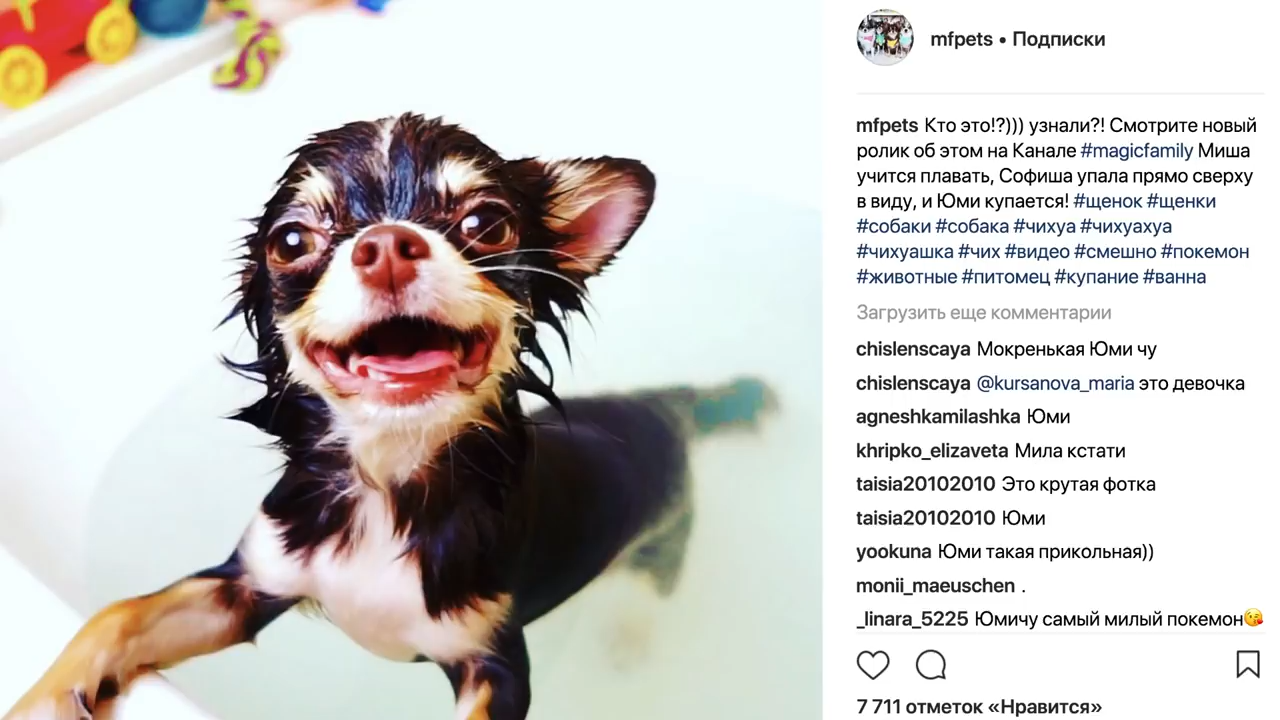 mfpets • Подписки
mfpets Кто это!?))) узнали?! Смотрите новый
ролик об этом на Канале #magicfamily Миша
учится плавать, Софиша упала прямо сверху
в виду, и Юми купается! #щенок #щенки
#собаки #собака #чихуа #чихуахуа
#чихуашка #чих #видео #смешно #покемон
#животные #питомец #купание #ванна
Загрузить еще комментарии
chislenscaya Мокренькая Юми чу
chislenscaya @kursanova_maria это девочка
agneshkamilashka Юми
khripko_elizaveta Мила кстати
taisia20102010 Это крутая фотка
taisia20102010 Юми
yookuna Юми такая прикольная))
monii_maeuschen .
_linara_5225 Юмичу самый милый покемон😘
7 711 отметок «Нравится»